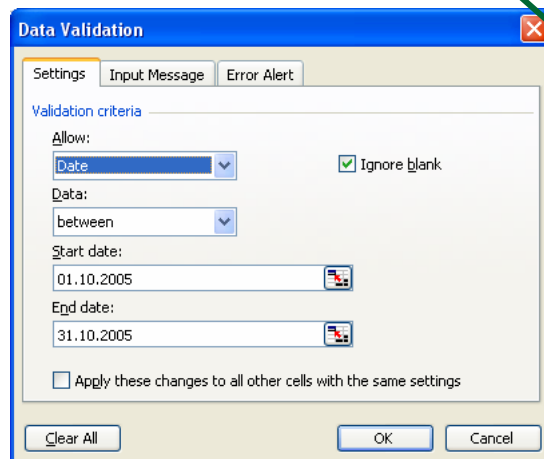 Data Validation
Settings Input Message Error Alert
Validation criteria
Allow:
Date Ignore blank
Data:
between
Start date:
01.10.2005
End date:
31.10.2005
Apply these changes to all other cells with the same settings
Clear All OK Cancel